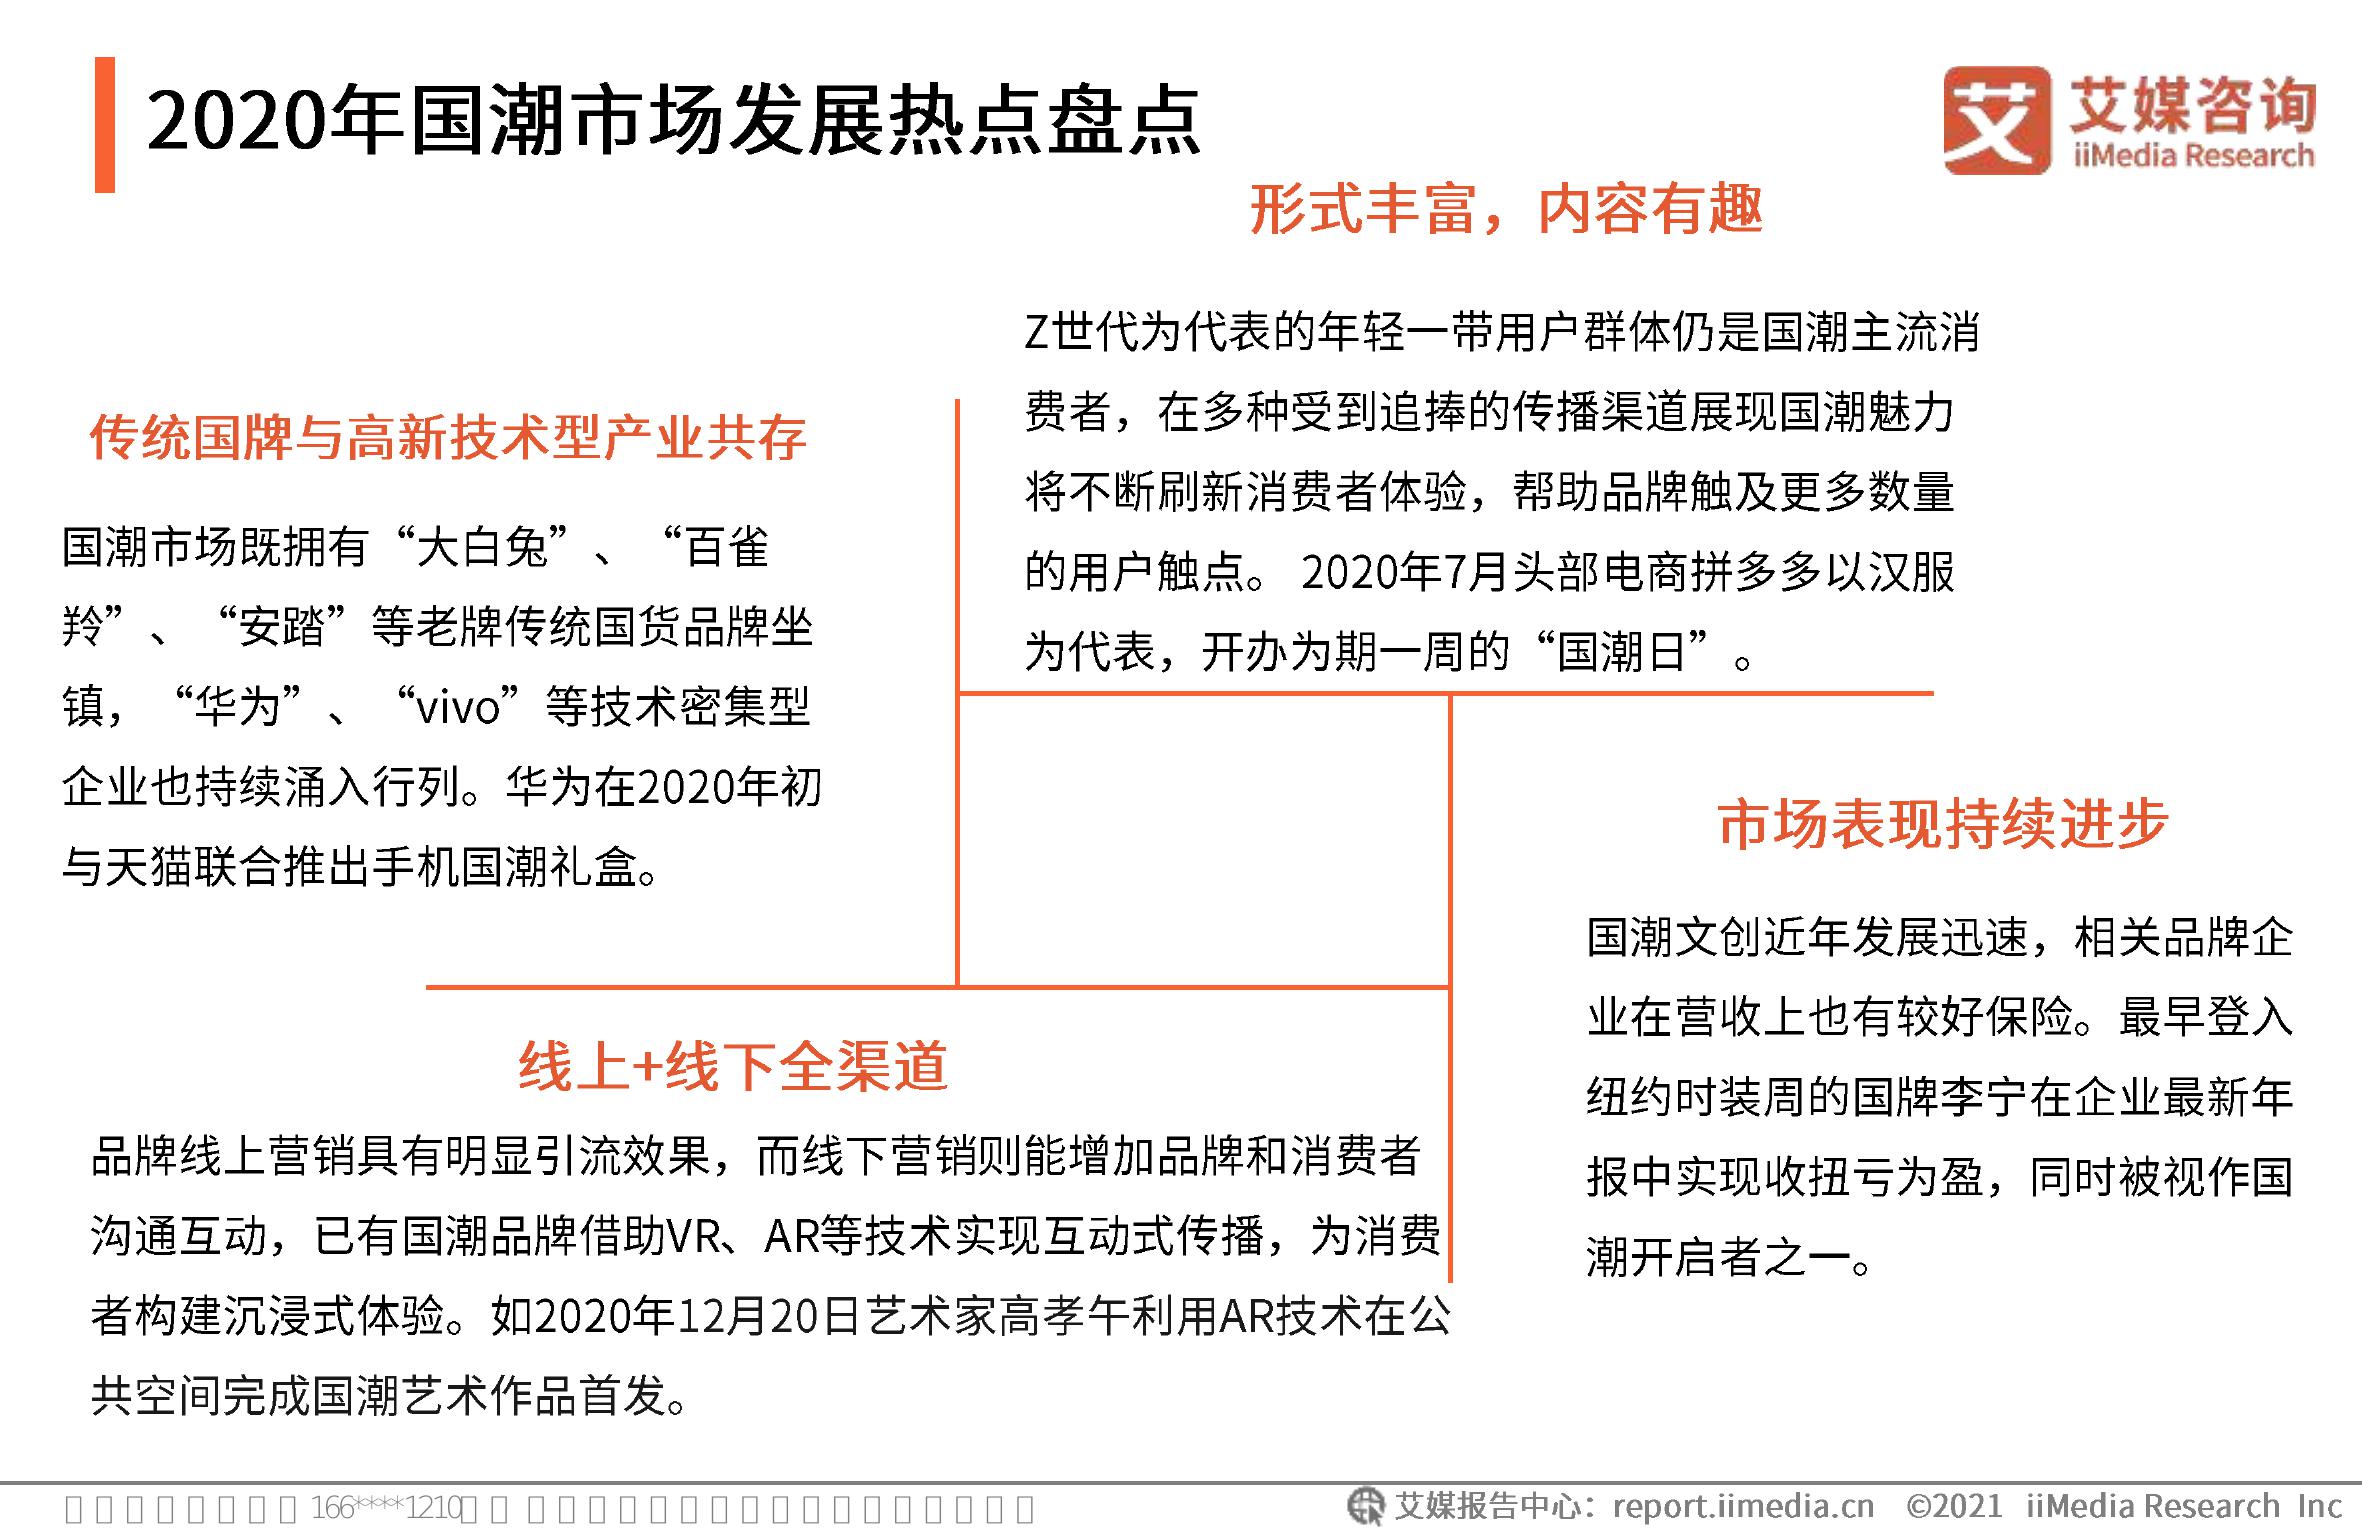 2020年国潮市场发展热点盘点
艾
艾媒咨询
iiMedia Research
形式丰富，内容有趣
Z世代为代表的年轻一带用户群体仍是国潮主流消
费者，在多种受到追捧的传播渠道展现国潮魅力
将不断刷新消费者体验，帮助品牌触及更多数量
的用户触点。 2020年7月头部电商拼多多以汉服
为代表，开办为期一周的“国潮日”。
传统国牌与高新技术型产业共存
国潮市场既拥有“大白兔”、“百雀
羚”、“安踏”等老牌传统国货品牌坐
镇，“华为”、“vivo”等技术密集型
企业也持续涌入行列。华为在2020年初
与天猫联合推出手机国潮礼盒。
市场表现持续进步
国潮文创近年发展迅速，相关品牌企
业在营收上也有较好保险。最早登入
纽约时装周的国牌李宁在企业最新年
报中实现收扭亏为盈，同时被视作国
潮开启者之一。
线上+线下全渠道
品牌线上营销具有明显引流效果，而线下营销则能增加品牌和消费者
沟通互动，已有国潮品牌借助VR、AR等技术实现互动式传播，为消费
者构建沉浸式体验。如2020年12月20日艺术家高孝午利用AR技术在公
共空间完成国潮艺术作品首发。
166****1210
艾媒报告中心：report.iimedia.cn ©2021 iiMedia Research Inc